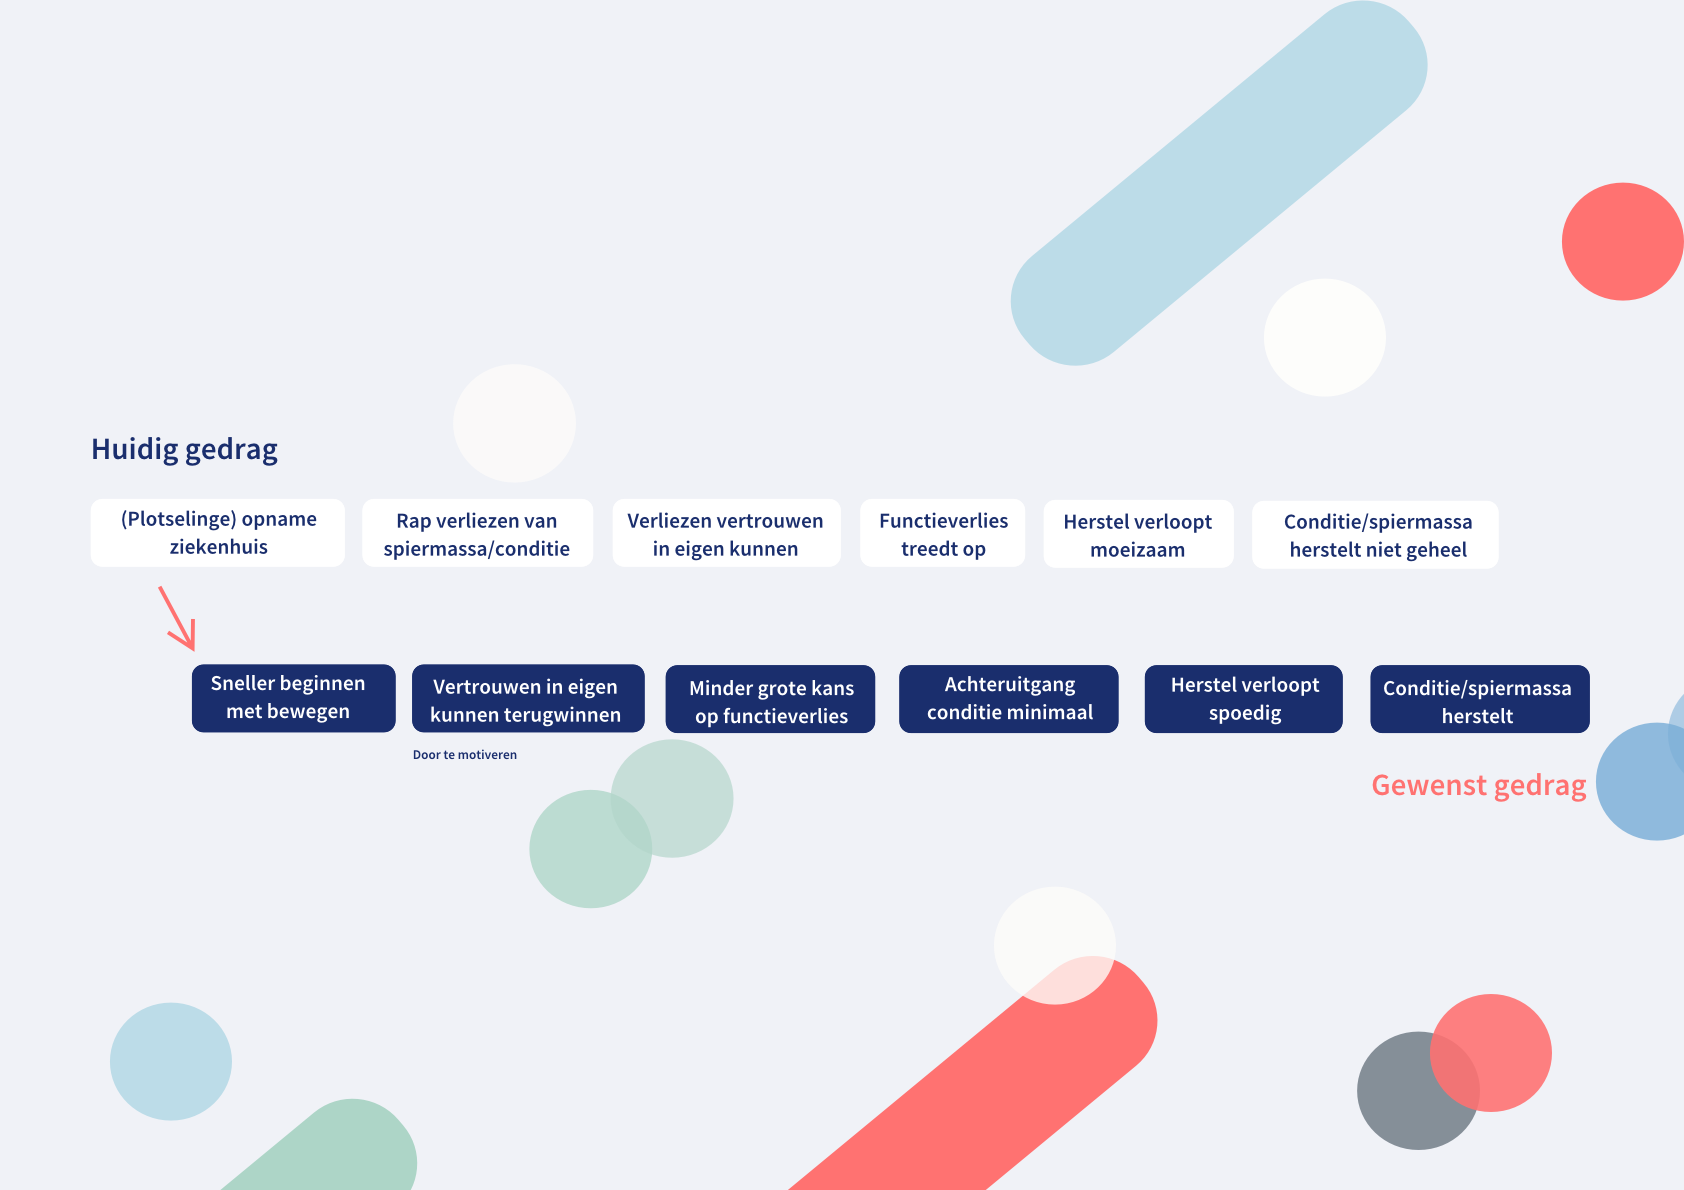 Huidig gedrag
(Plotselinge) opname
ziekenhuis
Rap verliezen van
spiermassa/conditie
Verliezen vertrouwen
in eigen kunnen
Functieverlies
treedt op
Herstel verloopt
moeizaam
Conditie/spiermassa
herstelt niet geheel
Sneller beginnen
met bewegen
Vertrouwen in eigen
kunnen terugwinnen
Door te motiveren
Minder grote kans
op functieverlies
Achteruitgang
conditie minimaal
Herstel verloopt
spoedig
Conditie/spiermassa
herstelt
Gewenst gedrag